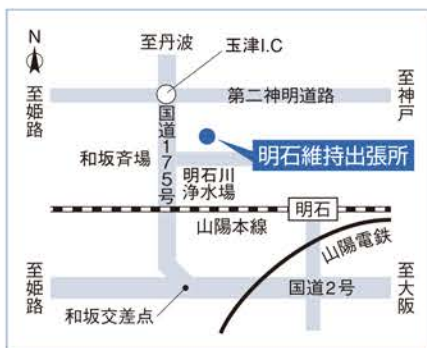 N
至丹波
玉津I.C
至姫路
第二神明道路
至神戸
国道175号
明石維持出張所
和坂斉場
明石川
浄水場
明石
山陽本線
山陽電鉄
至姫路
国道2号
至大阪
和坂交差点